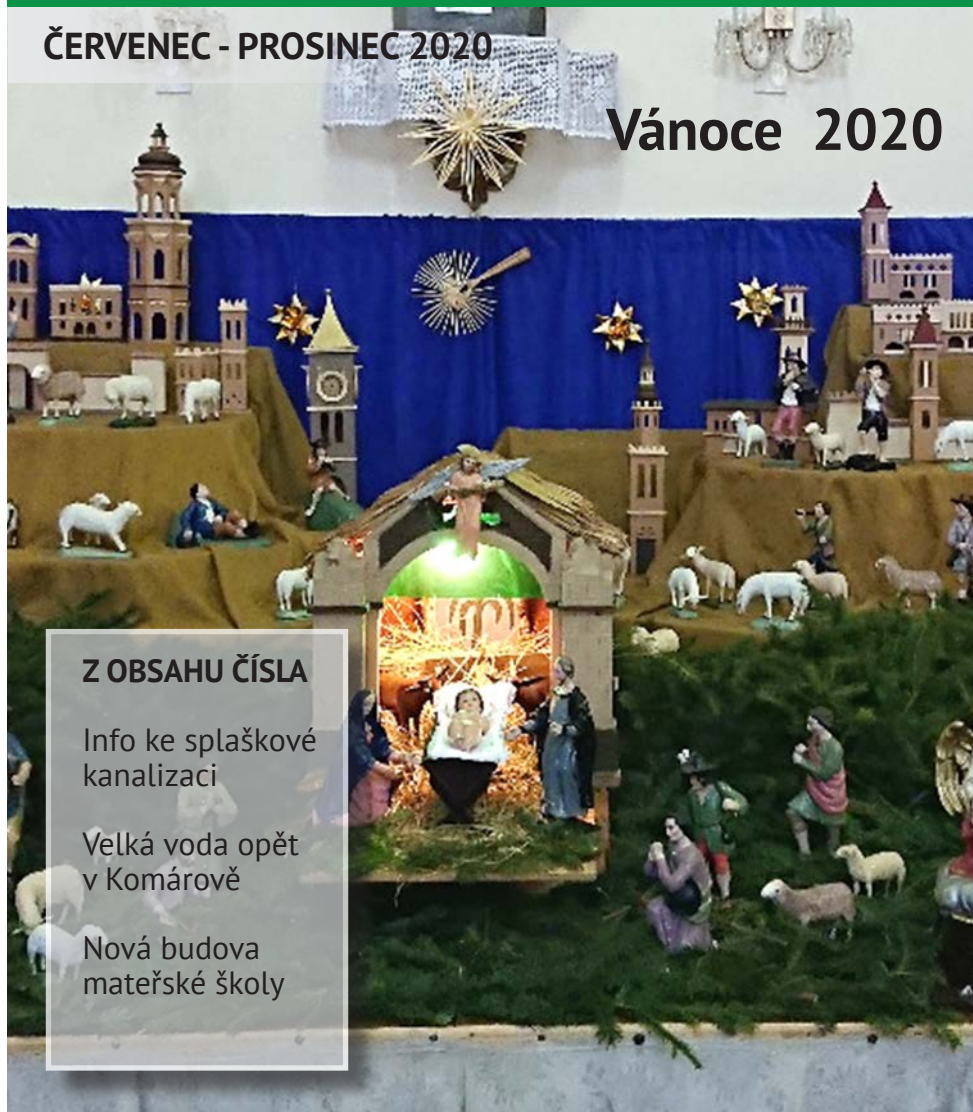 ČERVENEC - PROSINEC 2020
Vánoce 2020
Z OBSAHU ČÍSLA
Info ke splaškové
kanalizaci
Velká voda opět
v Komárově
Nová budova
mateřské školy